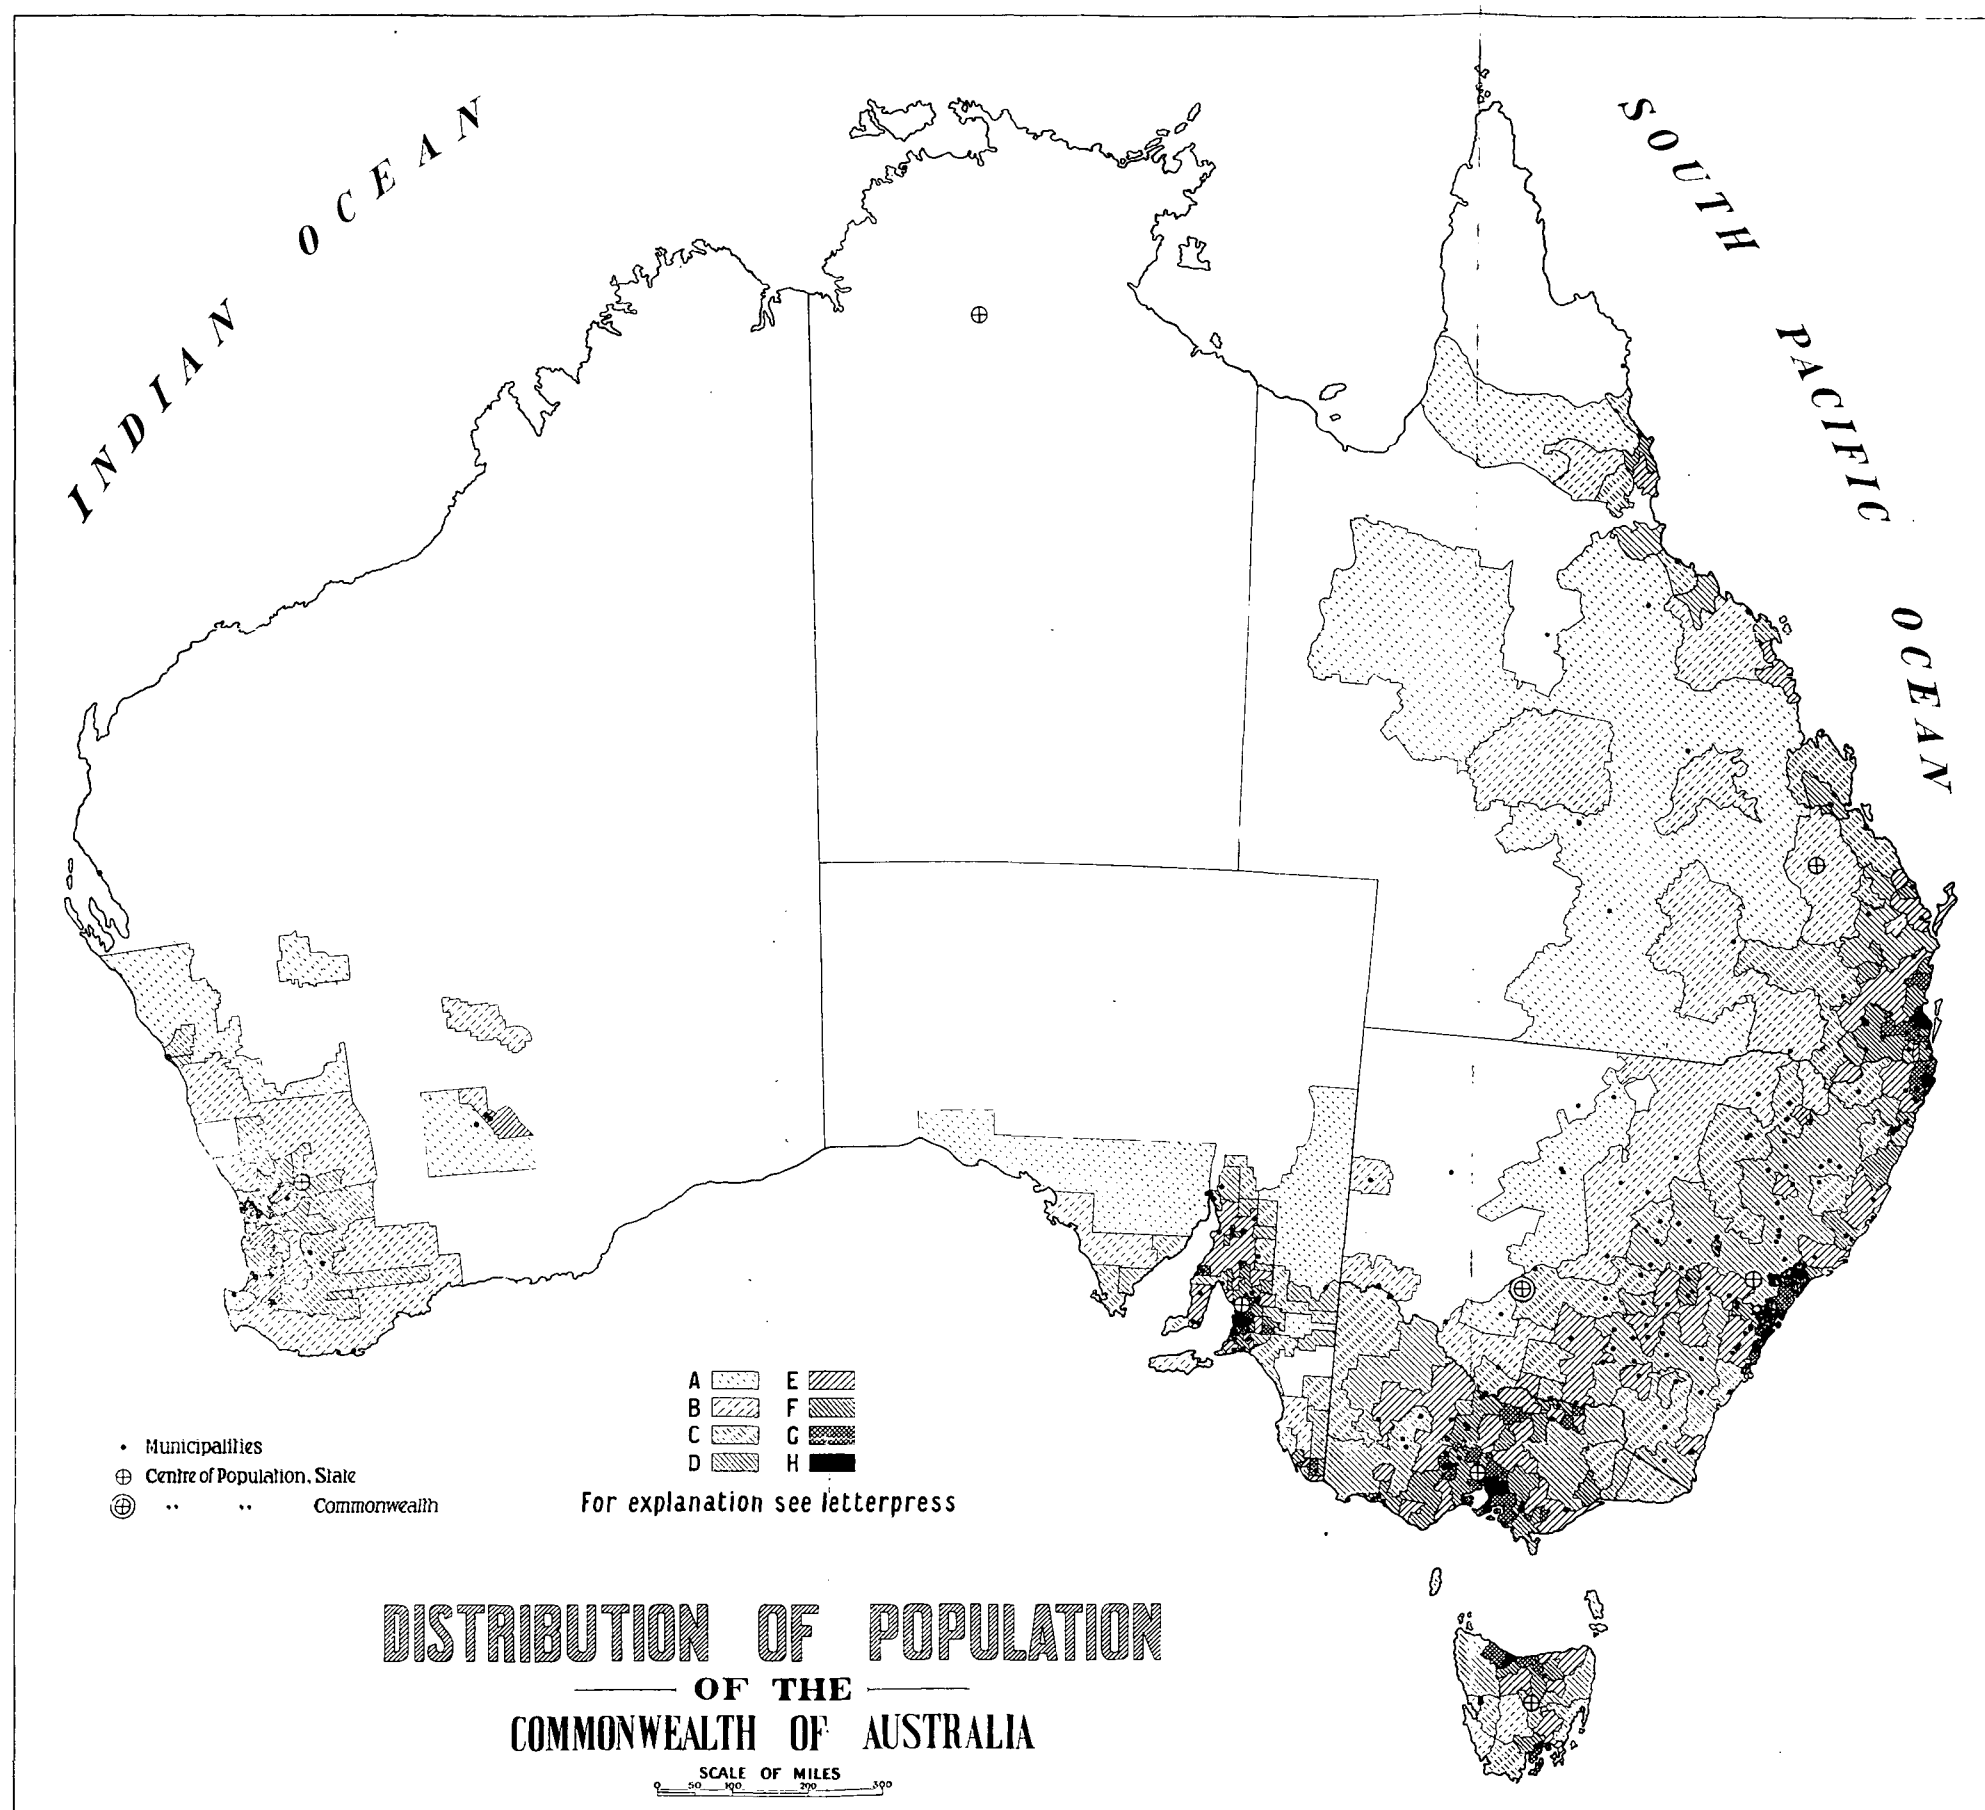 INDIAN OCEAN
SOUTH PACIFIC OCEAN
A E
B F
C G
D H
For explanation see letterpress
• Municipalities
Centre of Population, State
" " Commonwealth
DISTRIBUTION OF POPULATION
OF THE
COMMONWEALTH OF AUSTRALIA
SCALE OF MILES
0 50 100 200 300